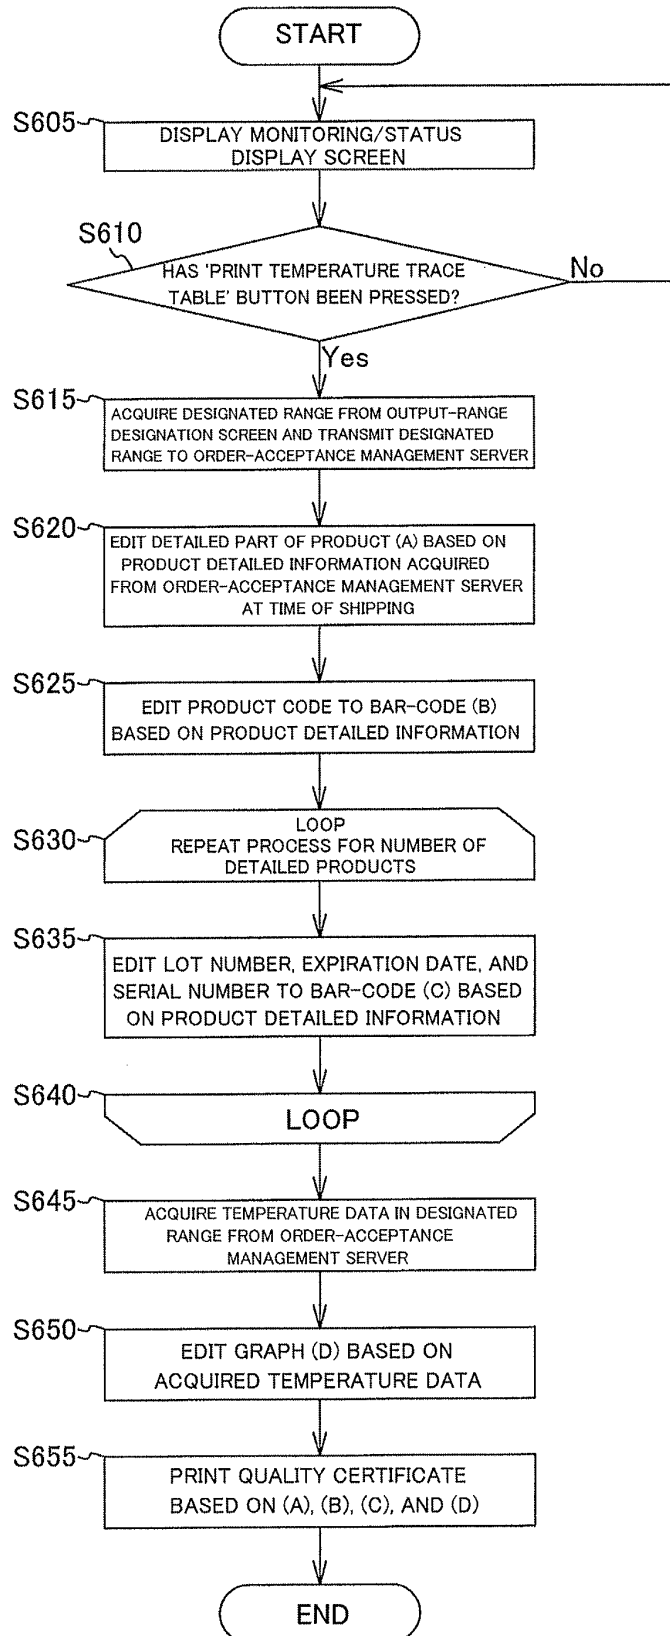 START
S605
DISPLAY MONITORING/STATUS
DISPLAY SCREEN
S610
HAS 'PRINT TEMPERATURE TRACE
TABLE' BUTTON BEEN PRESSED?
No
Yes
S615
ACQUIRE DESIGNATED RANGE FROM OUTPUT-RANGE
DESIGNATION SCREEN AND TRANSMIT DESIGNATED
RANGE TO ORDER-ACCEPTANCE MANAGEMENT SERVER
S620
EDIT DETAILED PART OF PRODUCT (A) BASED ON
PRODUCT DETAILED INFORMATION ACQUIRED
FROM ORDER-ACCEPTANCE MANAGEMENT SERVER
AT TIME OF SHIPPING
S625
EDIT PRODUCT CODE TO BAR-CODE (B)
BASED ON PRODUCT DETAILED INFORMATION
S630
LOOP
REPEAT PROCESS FOR NUMBER OF
DETAILED PRODUCTS
S635
EDIT LOT NUMBER, EXPIRATION DATE, AND
SERIAL NUMBER TO BAR-CODE (C) BASED
ON PRODUCT DETAILED INFORMATION
S640
LOOP
S645
ACQUIRE TEMPERATURE DATA IN DESIGNATED
RANGE FROM ORDER-ACCEPTANCE
MANAGEMENT SERVER
S650
EDIT GRAPH (D) BASED ON
ACQUIRED TEMPERATURE DATA
S655
PRINT QUALITY CERTIFICATE
BASED ON (A), (B), (C), AND (D)
END